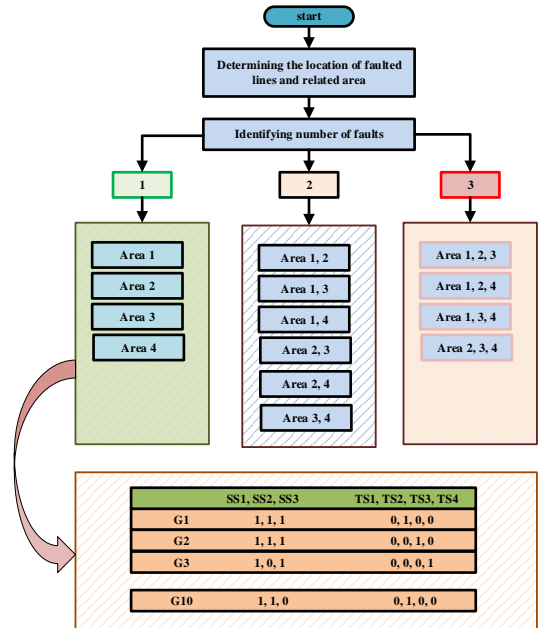 start
Determining the location of faulted
lines and related area
Identifying number of faults
1
2
3
Area 1
Area 2
Area 3
Area 4
Area 1, 2
Area 1, 3
Area 1, 4
Area 2, 3
Area 2, 4
Area 3, 4
Area 1, 2, 3
Area 1, 2, 4
Area 1, 3, 4
Area 2, 3, 4
SS1, SS2, SS3 TS1, TS2, TS3, TS4
G1 1, 1, 1 0, 1, 0, 0
G2 1, 1, 1 0, 0, 1, 0
G3 1, 0, 1 0, 0, 0, 1
G10 1, 1, 0 0, 1, 0, 0